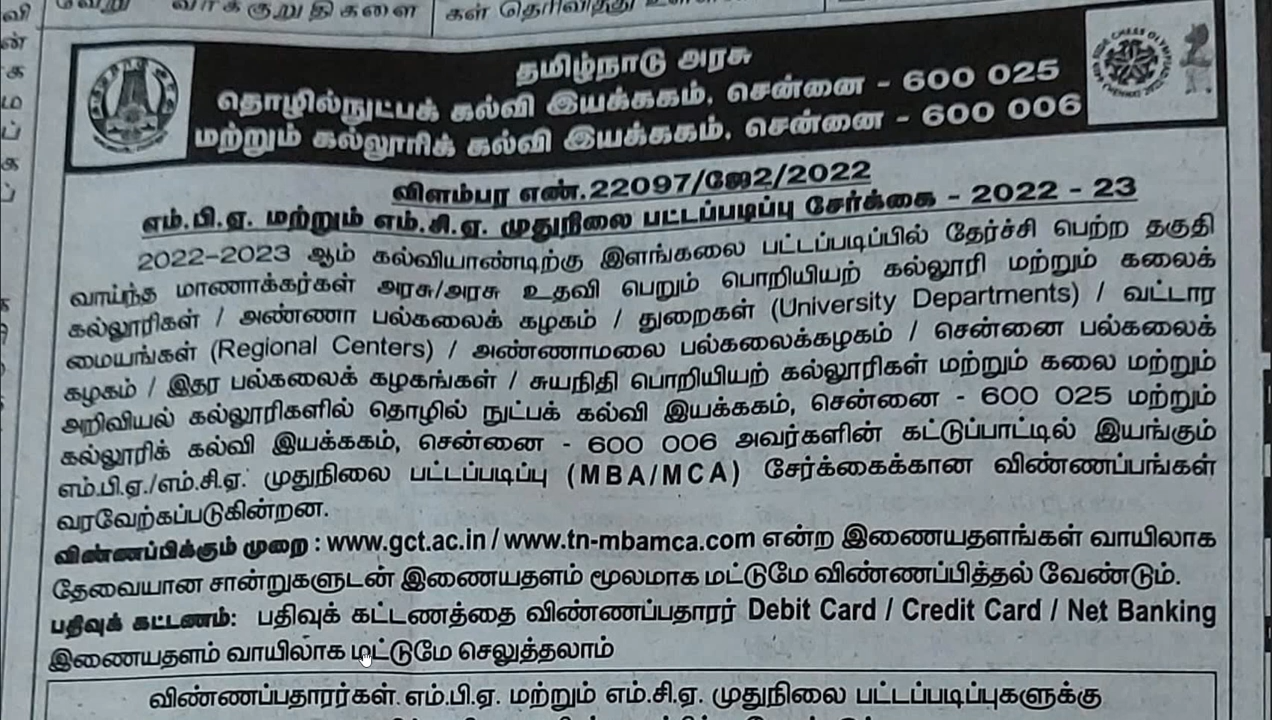 வி
ன்
வாக்குறுதிகளை
கள் தெரிவித்து
தமிழ்நாடு அரசு
தொழில்நுட்பக் கல்வி இயக்ககம், சென்னை - 600 025
மற்றும் கல்லூரிக் கல்வி இயக்ககம், சென்னை - 600 006
விளம்பர எண்.22097/ஜே2/2022
எம்.பி.ஏ. மற்றும் எம்.சி.ஏ. முதுநிலை பட்டப்படிப்பு சேர்க்கை - 2022 - 23
2022-2023 ஆம் கல்வியாண்டிற்கு இளங்கலை பட்டப்படிப்பில் தேர்ச்சி பெற்ற தகுதி
வாய்ந்த மாணாக்கர்கள் அரசு/அரசு உதவி பெறும் பொறியியற் கல்லூரி மற்றும் கலைக்
கல்லூரிகள் / அண்ணா பல்கலைக் கழகம் / துறைகள் (University Departments) / வட்டார
மையங்கள் (Regional Centers) / அண்ணாமலை பல்கலைக்கழகம் / சென்னை பல்கலைக்
கழகம் / இதர பல்கலைக் கழகங்கள் / சுயநிதி பொறியியற் கல்லூரிகள் மற்றும் கலை மற்றும்
அறிவியல் கல்லூரிகளில் தொழில் நுட்பக் கல்வி இயக்ககம், சென்னை - 600 025 மற்றும்
கல்லூரிக் கல்வி இயக்ககம், சென்னை - 600 006 அவர்களின் கட்டுப்பாட்டில் இயங்கும்
எம்.பி.ஏ./எம்.சி.ஏ. முதுநிலை பட்டப்படிப்பு (MBA/MCA) சேர்க்கைக்கான விண்ணப்பங்கள்
வரவேற்கப்படுகின்றன.
விண்ணப்பிக்கும் முறை : www.gct.ac.in / www.tn-mbamca.com என்ற இணையதளங்கள் வாயிலாக
தேவையான சான்றுகளுடன் இணையதளம் மூலமாக மட்டுமே விண்ணப்பித்தல் வேண்டும்.
பதிவுக் கட்டணம்: பதிவுக் கட்டணத்தை விண்ணப்பதாரர் Debit Card / Credit Card / Net Banking
இணையதளம் வாயிலாக மட்டுமே செலுத்தலாம்
விண்ணப்பதாரர்கள் எம்.பி.ஏ. மற்றும் எம்.சி.ஏ. முதுநிலை பட்டப்படிப்புகளுக்கு